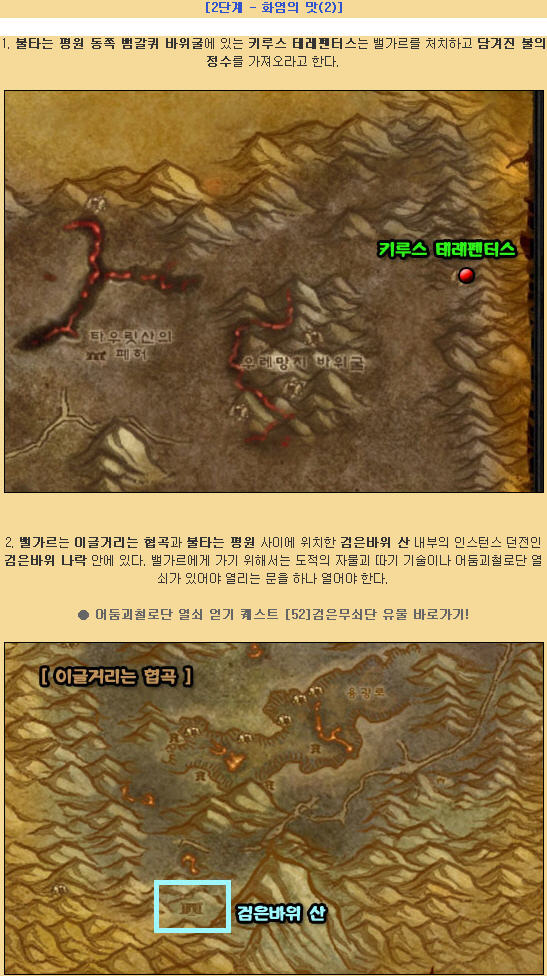 [2단계 - 화염의 맛(2)]
1. 불타는 평원 동쪽 뱀갈퀴 바위굴에 있는 키루스 테레펜터스는 밸가르를 처치하고 담겨진 불의
정수를 가져오라고 한다.
키루스 테레펜터스
타우릿산의
폐허
우레망치 바위굴
2. 밸가르는 이글거리는 협곡과 불타는 평원 사이에 위치한 검은바위 산 내부의 인스턴스 던전인
검은바위 나락 안에 있다. 밸가르에게 가기 위해서는 도적의 자물쇠 따기 기술이나 어둠괴철로단 열
쇠가 있어야 열리는 문을 하나 열어야 한다.
● 어둠괴철로단 열쇠 얻기 퀘스트 [52]검은무쇠단 유물 바로가기!
[ 이글거리는 협곡 ]
용광로
검은바위 산